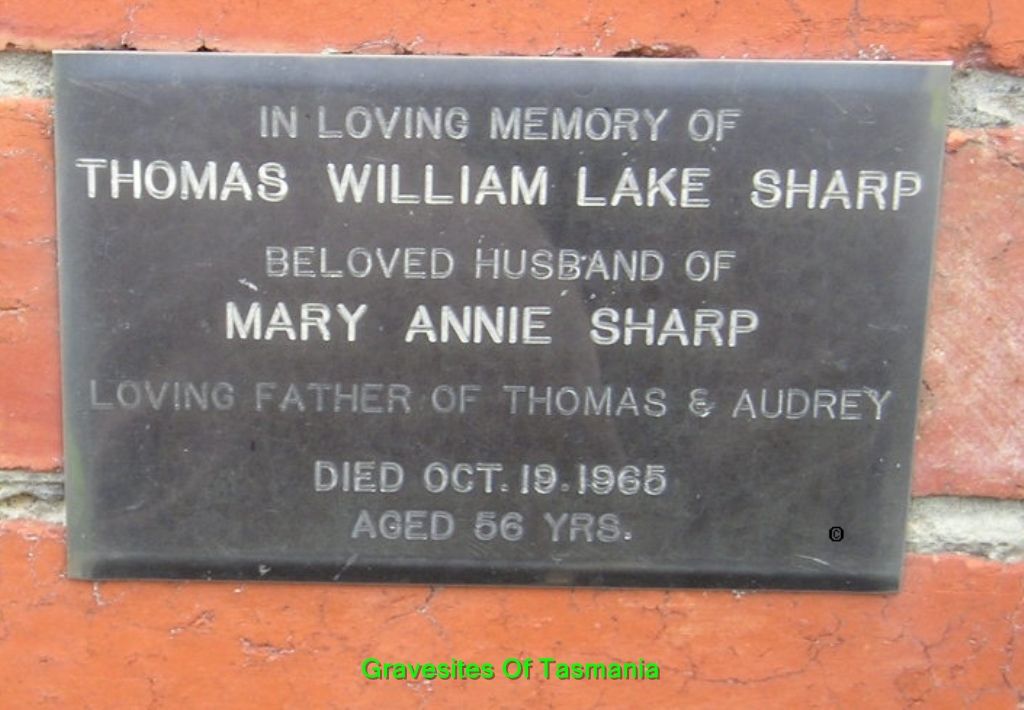 IN LOVING MEMORY OF
THOMAS WILLIAM LAKE SHARP
BELOVED HUSBAND OF
MARY ANNIE SHARP
LOVING FATHER OF THOMAS & AUDREY
DIED OCT. 19. 1965
AGED 56 YRS.
©
Gravesites Of Tasmania